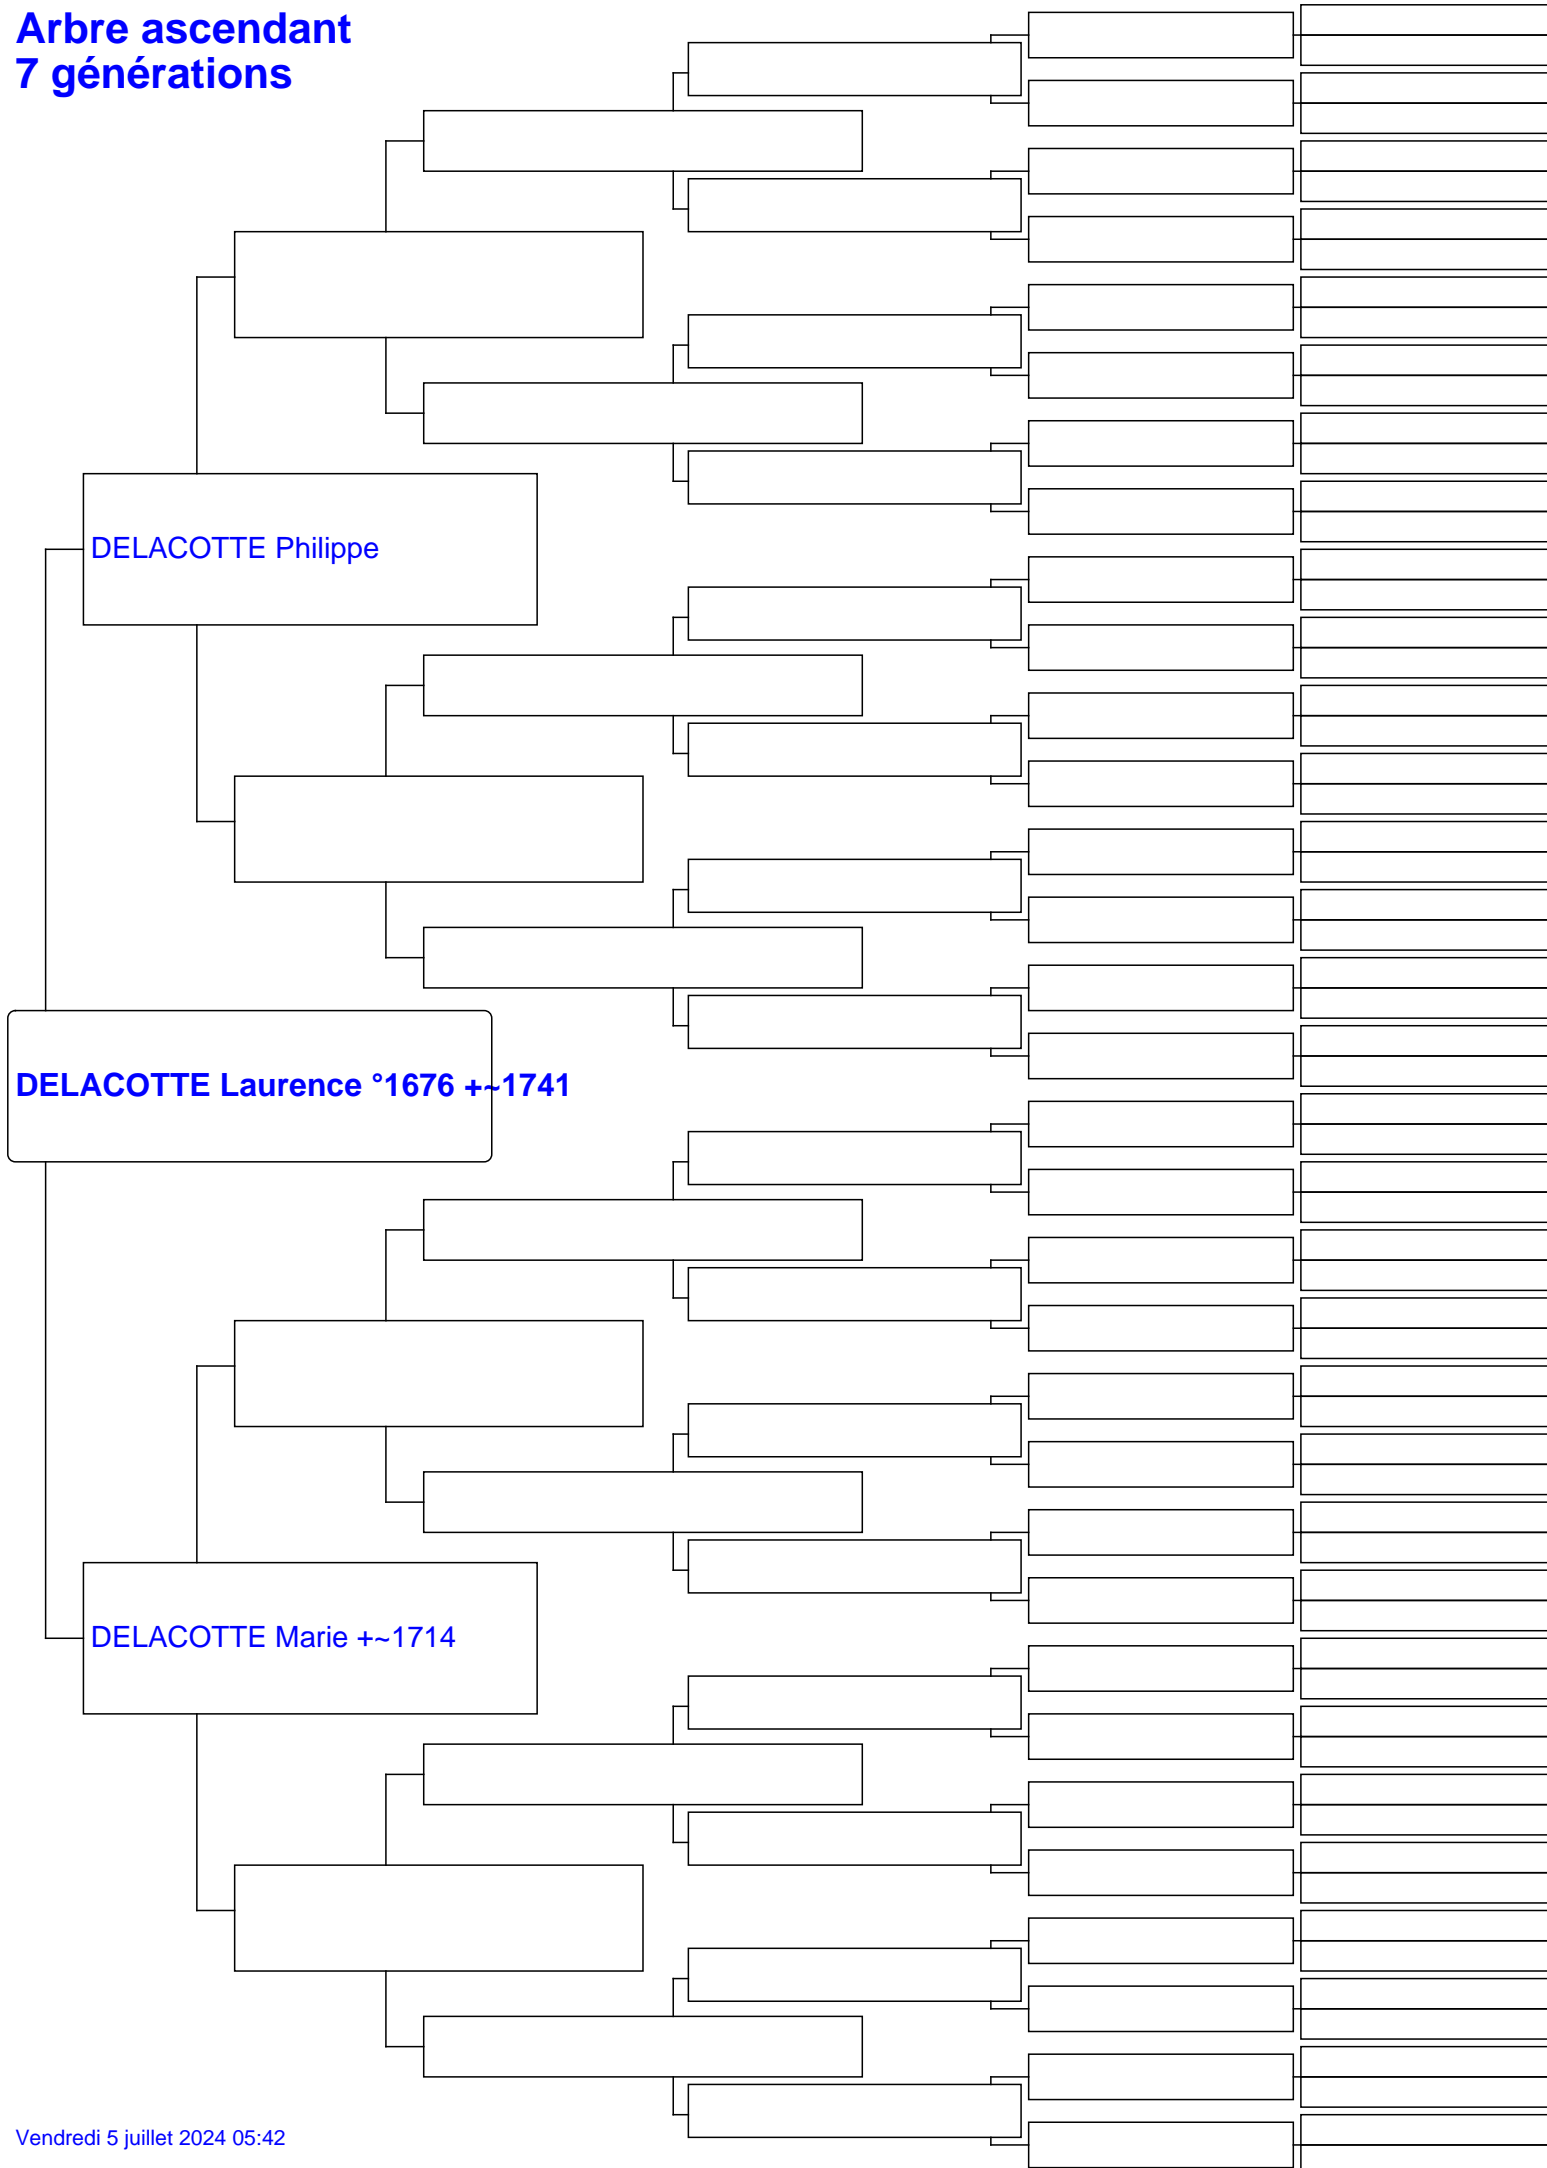 Arbre ascendant
7 générations
DELACOTTE Philippe
DELACOTTE Laurence °1676 +~1741
DELACOTTE Marie +~1714
Vendredi 5 juillet 2024 05:42